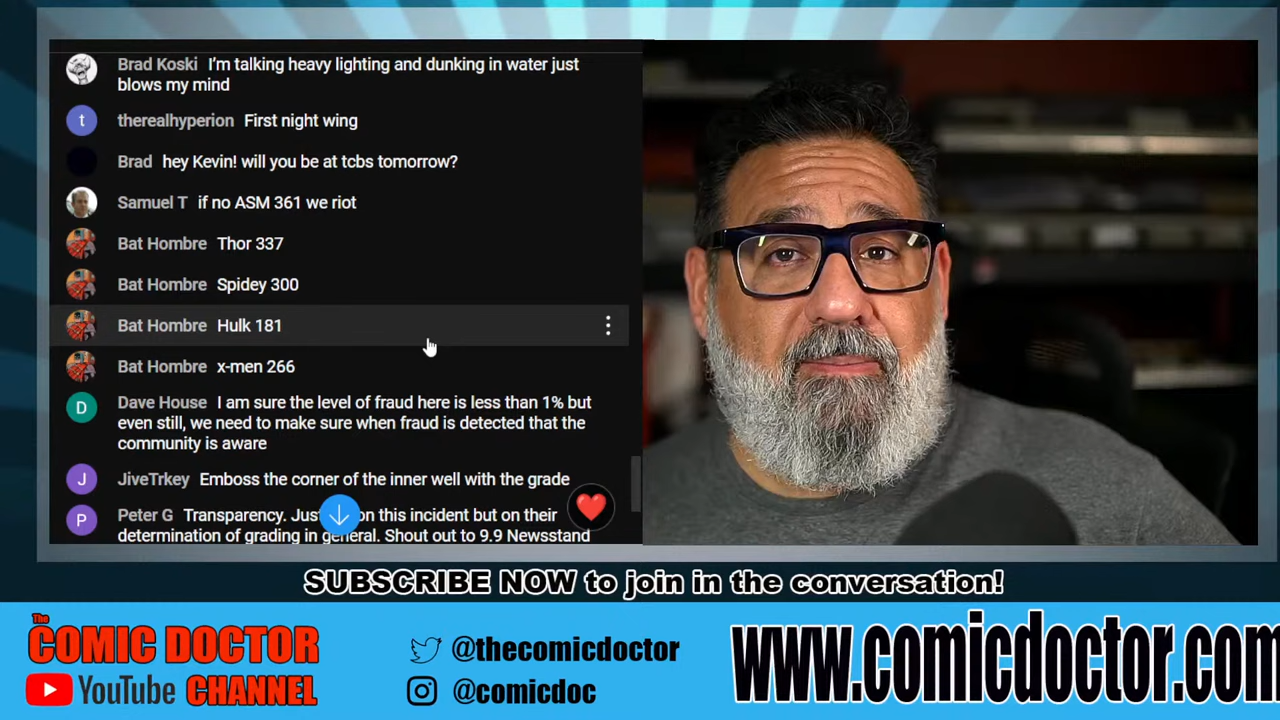 Brad Koski I'm talking heavy lighting and dunking in water just
blows my mind
t therealhyperion First night wing
Brad hey Kevin! will you be at tcbs tomorrow?
Samuel T if no ASM 361 we riot
Bat Hombre Thor 337
Bat Hombre Spidey 300
Bat Hombre Hulk 181
Bat Hombre x-men 266
D Dave House I am sure the level of fraud here is less than 1% but
even still, we need to make sure when fraud is detected that the
community is aware
J JiveTrkey Emboss the corner of the inner well with the grade
P Peter G Transparency. Just on this incident but on their
determination of grading in general. Shout out to 9.9 Newsstand
SUBSCRIBE NOW to join in the conversation!
The
COMIC DOCTOR
YouTube CHANNEL
@thecomicdoctor
@comicdoc
www.comicdoctor.com